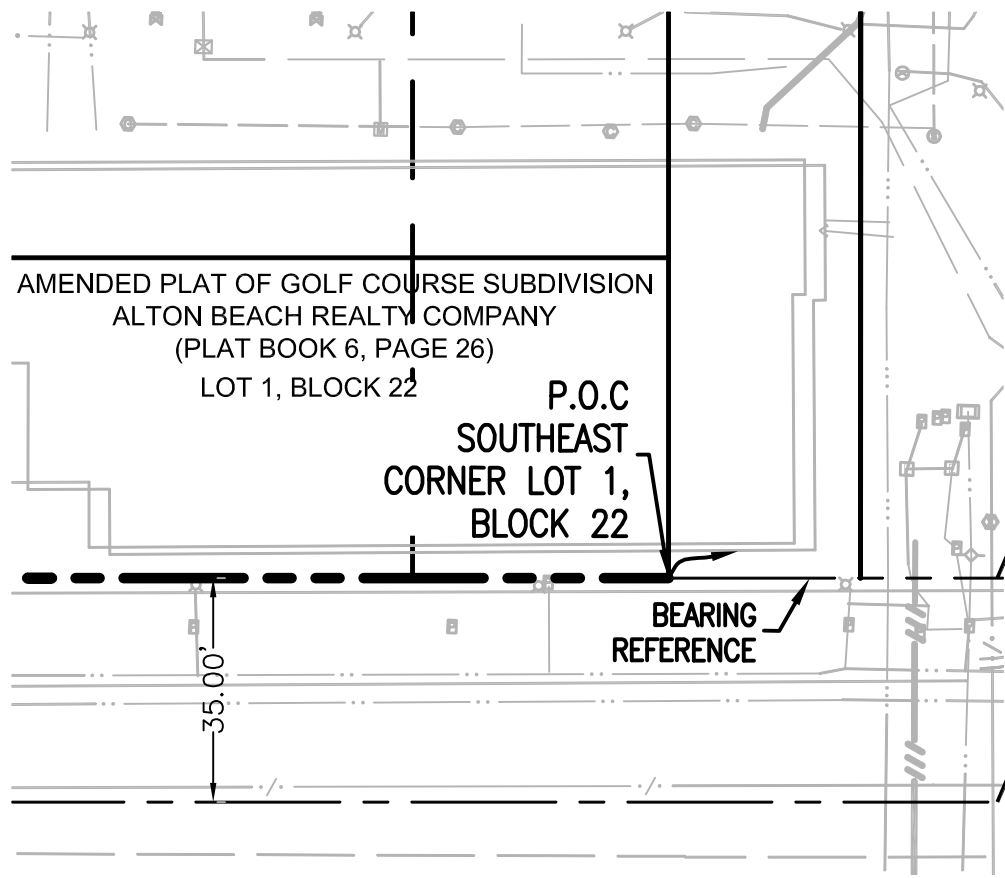 AMENDED PLAT OF GOLF COURSE SUBDIVISION
ALTON BEACH REALTY COMPANY
(PLAT BOOK 6, PAGE 26)
LOT 1, BLOCK 22
P.O.C
SOUTHEAST
CORNER LOT 1,
BLOCK 22
BEARING
REFERENCE
35.00'